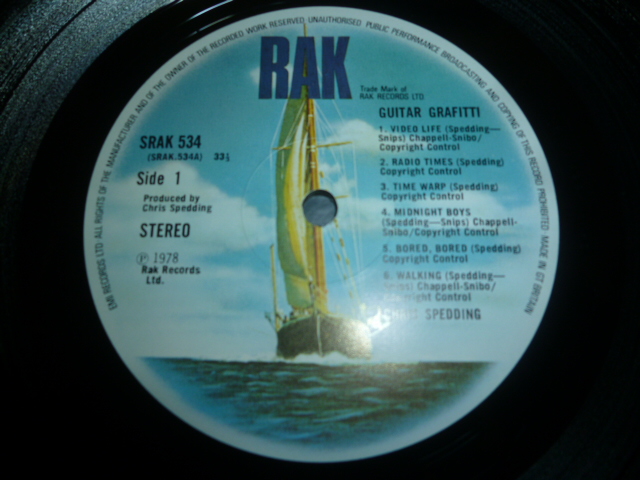 EMI RECORDS LTD. ALL RIGHTS OF THE MANUFACTURER AND OF THE OWNER OF THE RECORDED WORK RESERVED UNAUTHORISED PUBLIC PERFORMANCE BROADCASTING AND COPYING OF THIS RECORD PROHIBITED MADE IN GT BRITAIN
RAK
Trade Mark of
RAK RECORDS LTD.
GUITAR GRAFITTI
SRAK 534
(SRAK.534A) 33⅓
Side 1
Produced by
Chris Spedding
STEREO
Ⓟ 1978
Rak Records
Ltd.
1. VIDEO LIFE (Spedding—
Snips) Chappell-Snibo/
Copyright Control
2. RADIO TIMES (Spedding)
Copyright Control
3. TIME WARP (Spedding)
Copyright Control
4. MIDNIGHT BOYS
(Spedding—Snips) Chappell-
Snibo/Copyright Control
5. BORED, BORED (Spedding)
Copyright Control
6. WALKING (Spedding—
Snips) Chappell-Snibo/
Copyright Control
CHRIS SPEDDING